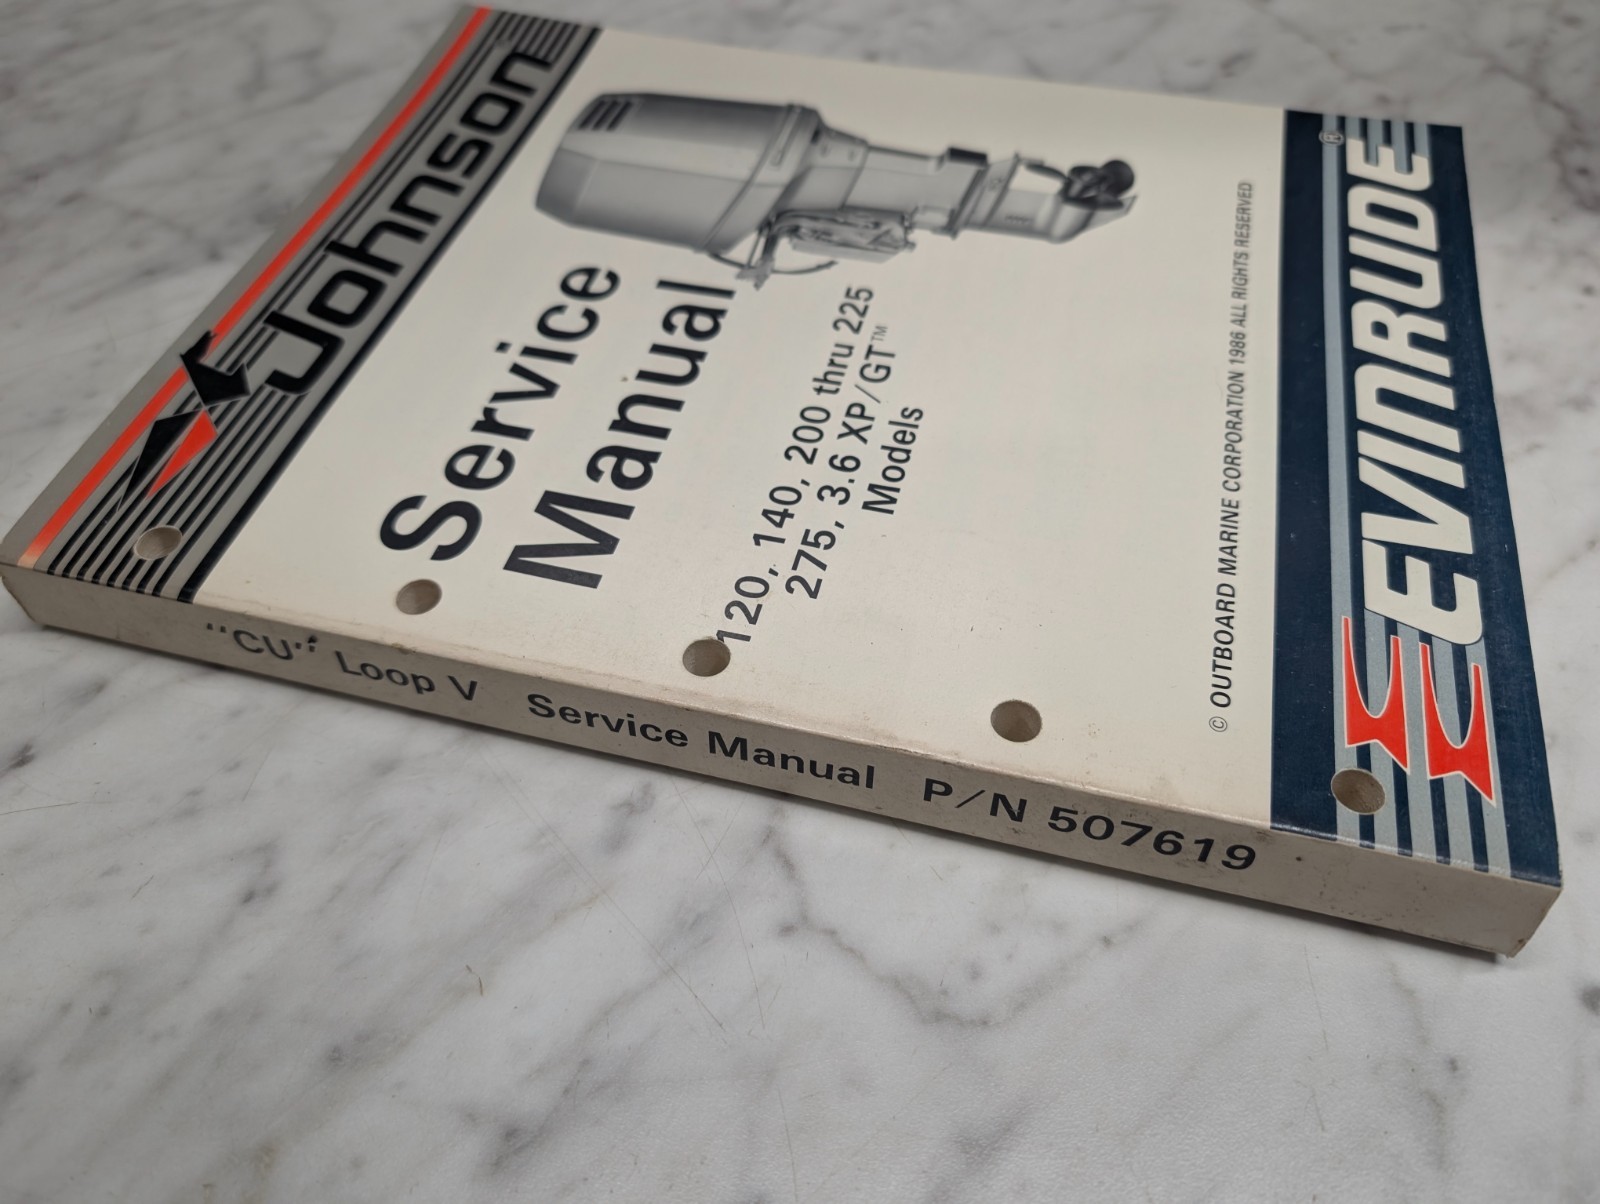 Johnson
Service
Manual
120, 140, 200 thru 225
275, 3.6 XP/GT™
Models
© OUTBOARD MARINE CORPORATION 1986 ALL RIGHTS RESERVED
EVINRUDE®
"CU" Loop V Service Manual P/N 507619